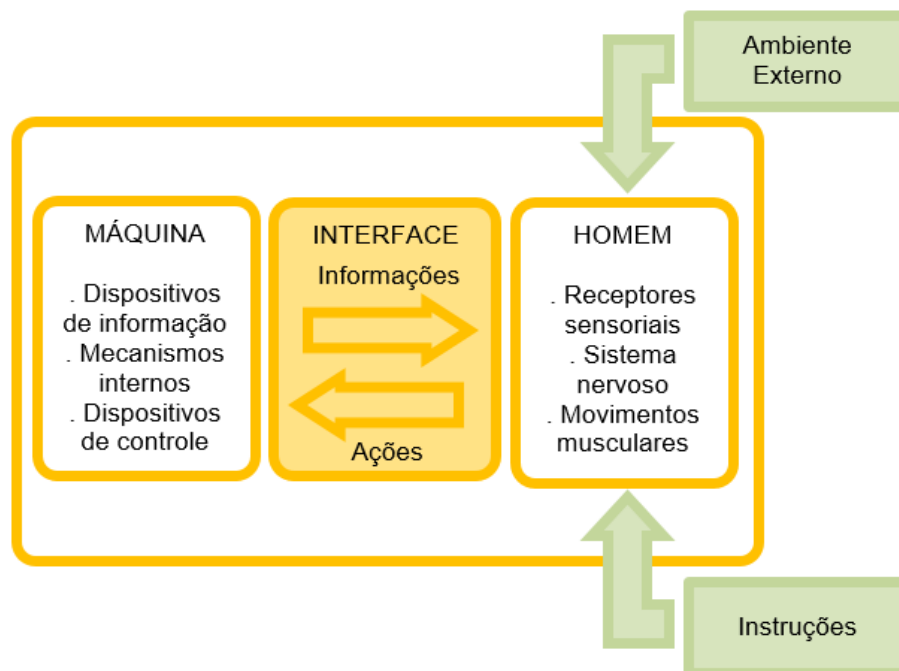 Ambiente
Externo
MÁQUINA
. Dispositivos
de informação
. Mecanismos
internos
. Dispositivos
de controle
INTERFACE
Informações
Ações
HOMEM
. Receptores
sensoriais
. Sistema
nervoso
. Movimentos
musculares
Instruções